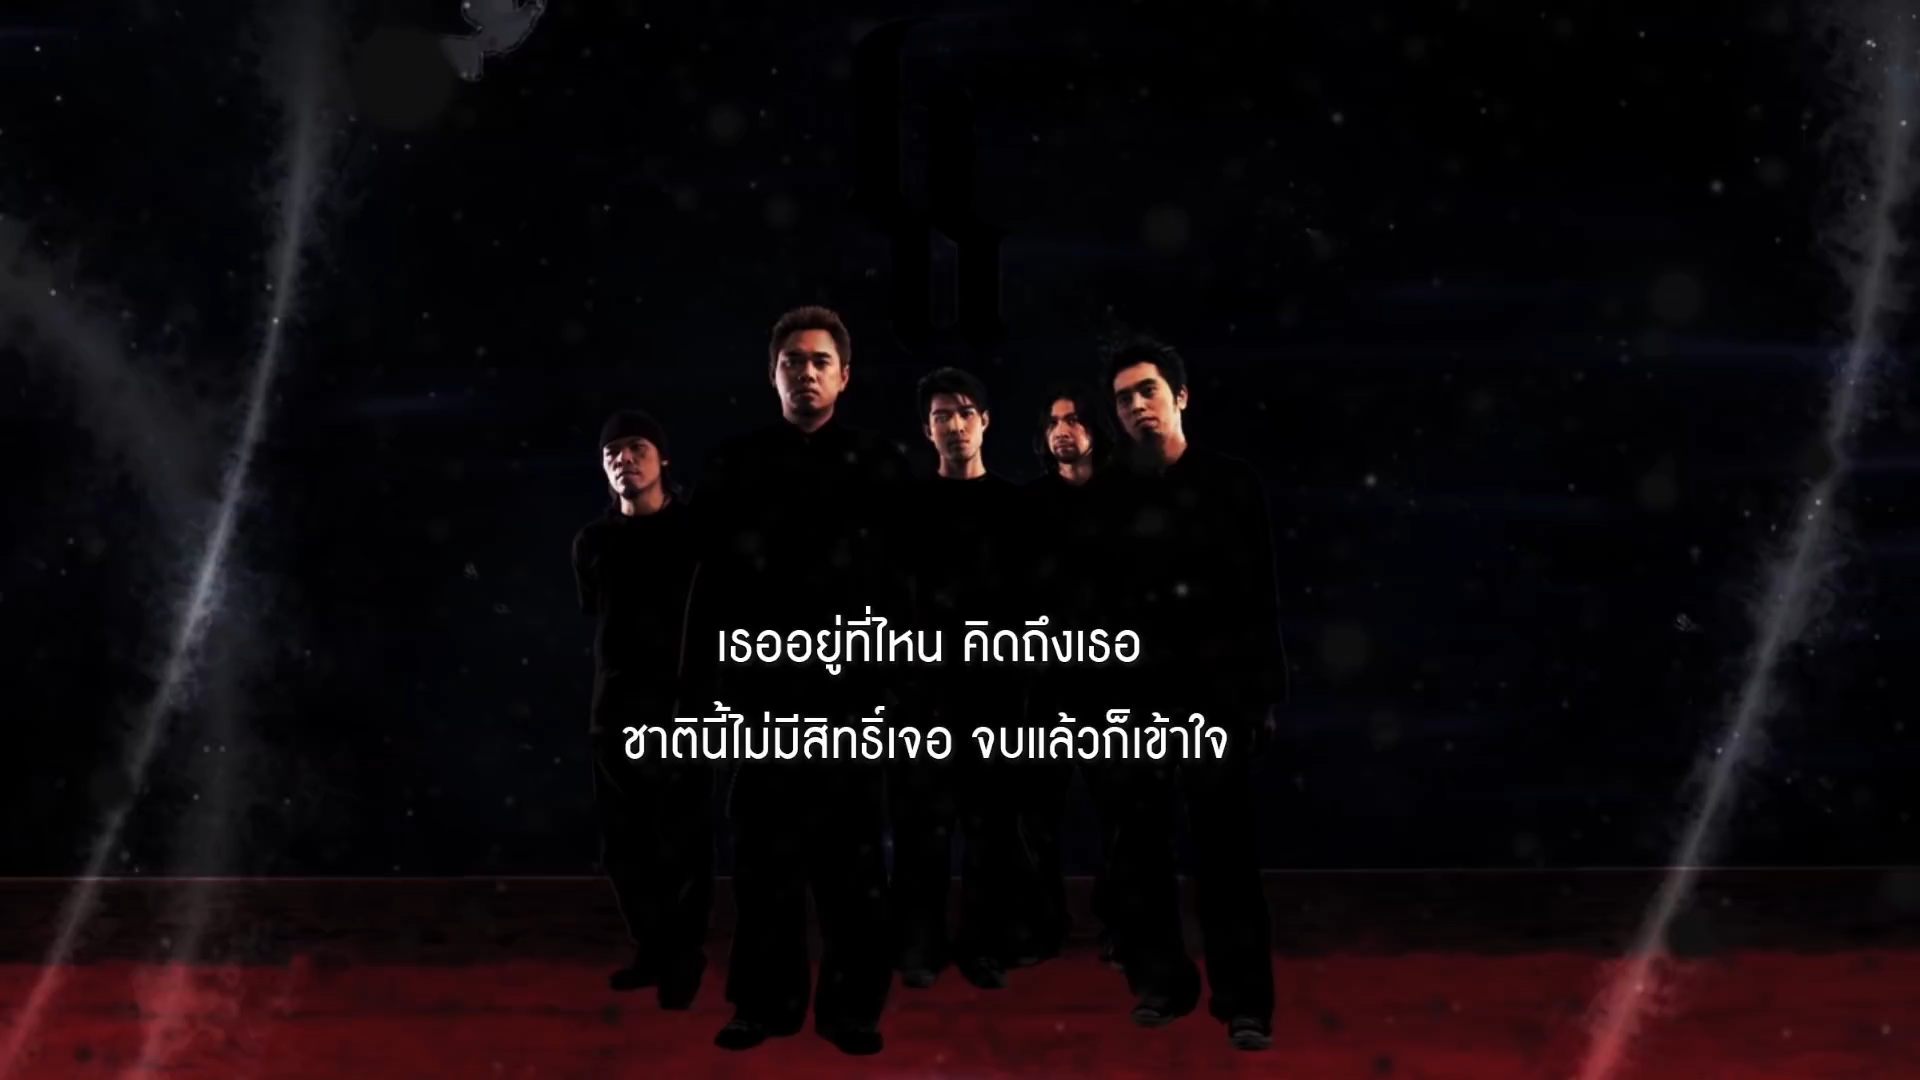 เธออยู่ที่ไหน คิดถึงเธอ
ชาตินี้ไม่มีสิทธิ์เจอ จบแล้วก็เข้าใจ